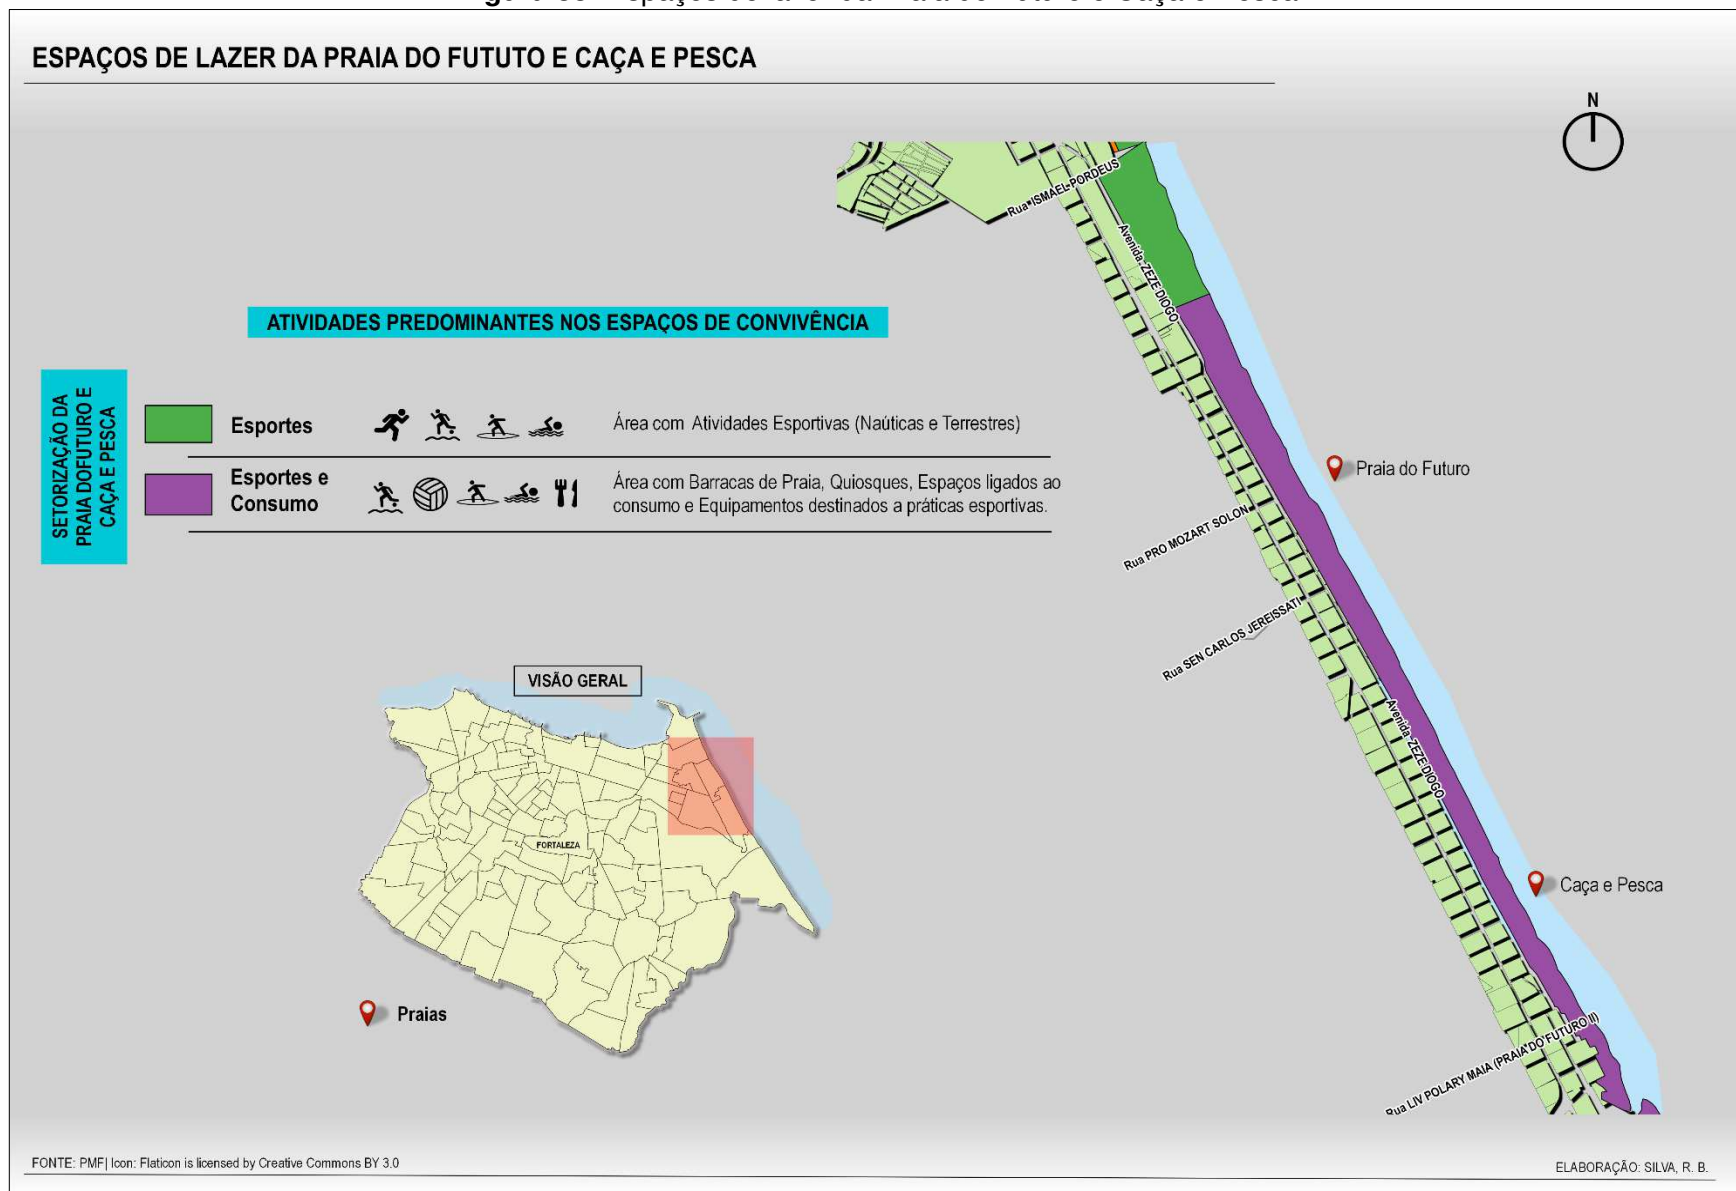 ESPAÇOS DE LAZER DA PRAIA DO FUTUTO E CAÇA E PESCA
N
Rua ISMAEL PORDEUS
Avenida ZEZE DIOGO
ATIVIDADES PREDOMINANTES NOS ESPAÇOS DE CONVIVÊNCIA
SETORIZAÇÃO DA
PRAIA DOFUTURO E
CAÇA E PESCA
Esportes
Área com Atividades Esportivas (Naúticas e Terrestres)
Esportes e
Consumo
Área com Barracas de Praia, Quiosques, Espaços ligados ao
consumo e Equipamentos destinados a práticas esportivas.
Praia do Futuro
Rua PRO MOZART SOLON
Rua SEN CARLOS JEREISSATI
VISÃO GERAL
Avenida ZEZE DIOGO
FORTALEZA
Caça e Pesca
Praias
Rua LIV POLARY MAIA (PRAIA DO FUTURO II)
FONTE: PMF| Icon: Flaticon is licensed by Creative Commons BY 3.0
ELABORAÇÃO: SILVA, R. B.